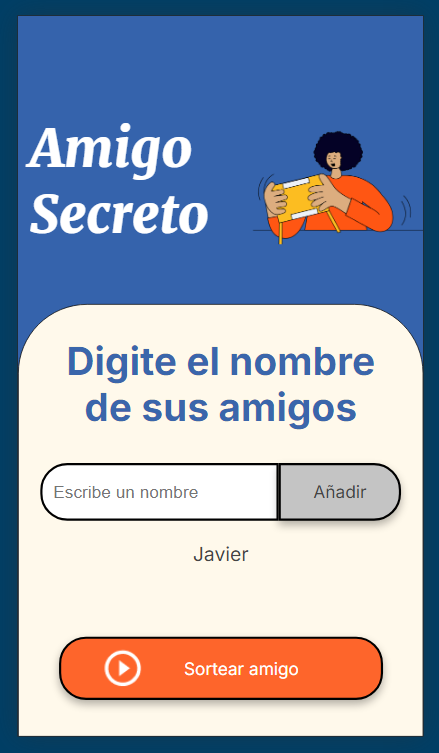 Amigo
Secreto
Digite el nombre
de sus amigos
Escribe un nombre
Añadir
Javier
Sortear amigo